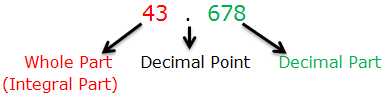 43 . 678
Whole Part Decimal Point Decimal Part
(Integral Part)